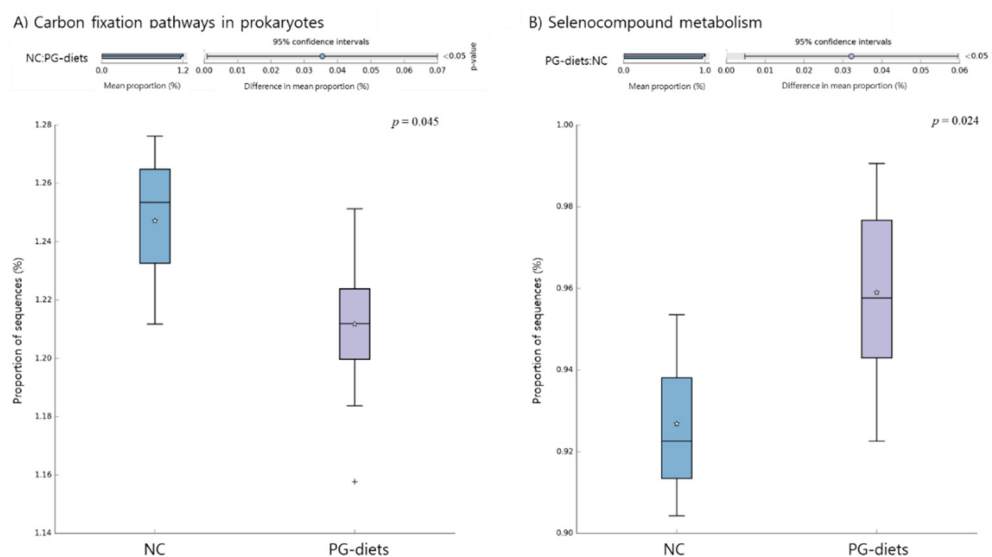 A) Carbon fixation pathways in prokaryotes
95% confidence intervals
NC:PG-diets
<0.05
p-value
0.0 1.2 0.00 0.01 0.02 0.03 0.04 0.05 0.06 0.07
Mean proportion (%) Difference in mean proportion (%)
p = 0.045
1.28
1.26
1.24
1.22
1.20
1.18
1.16
1.14
Proportion of sequences (%)
NC PG-diets
B) Selenocompound metabolism
95% confidence intervals
PG-diets:NC
<0.05
0.0 1.0 0.00 0.01 0.02 0.03 0.04 0.05 0.06
Mean proportion (%) Difference in mean proportion (%)
p = 0.024
1.00
0.98
0.96
0.94
0.92
0.90
Proportion of sequences (%)
NC PG-diets